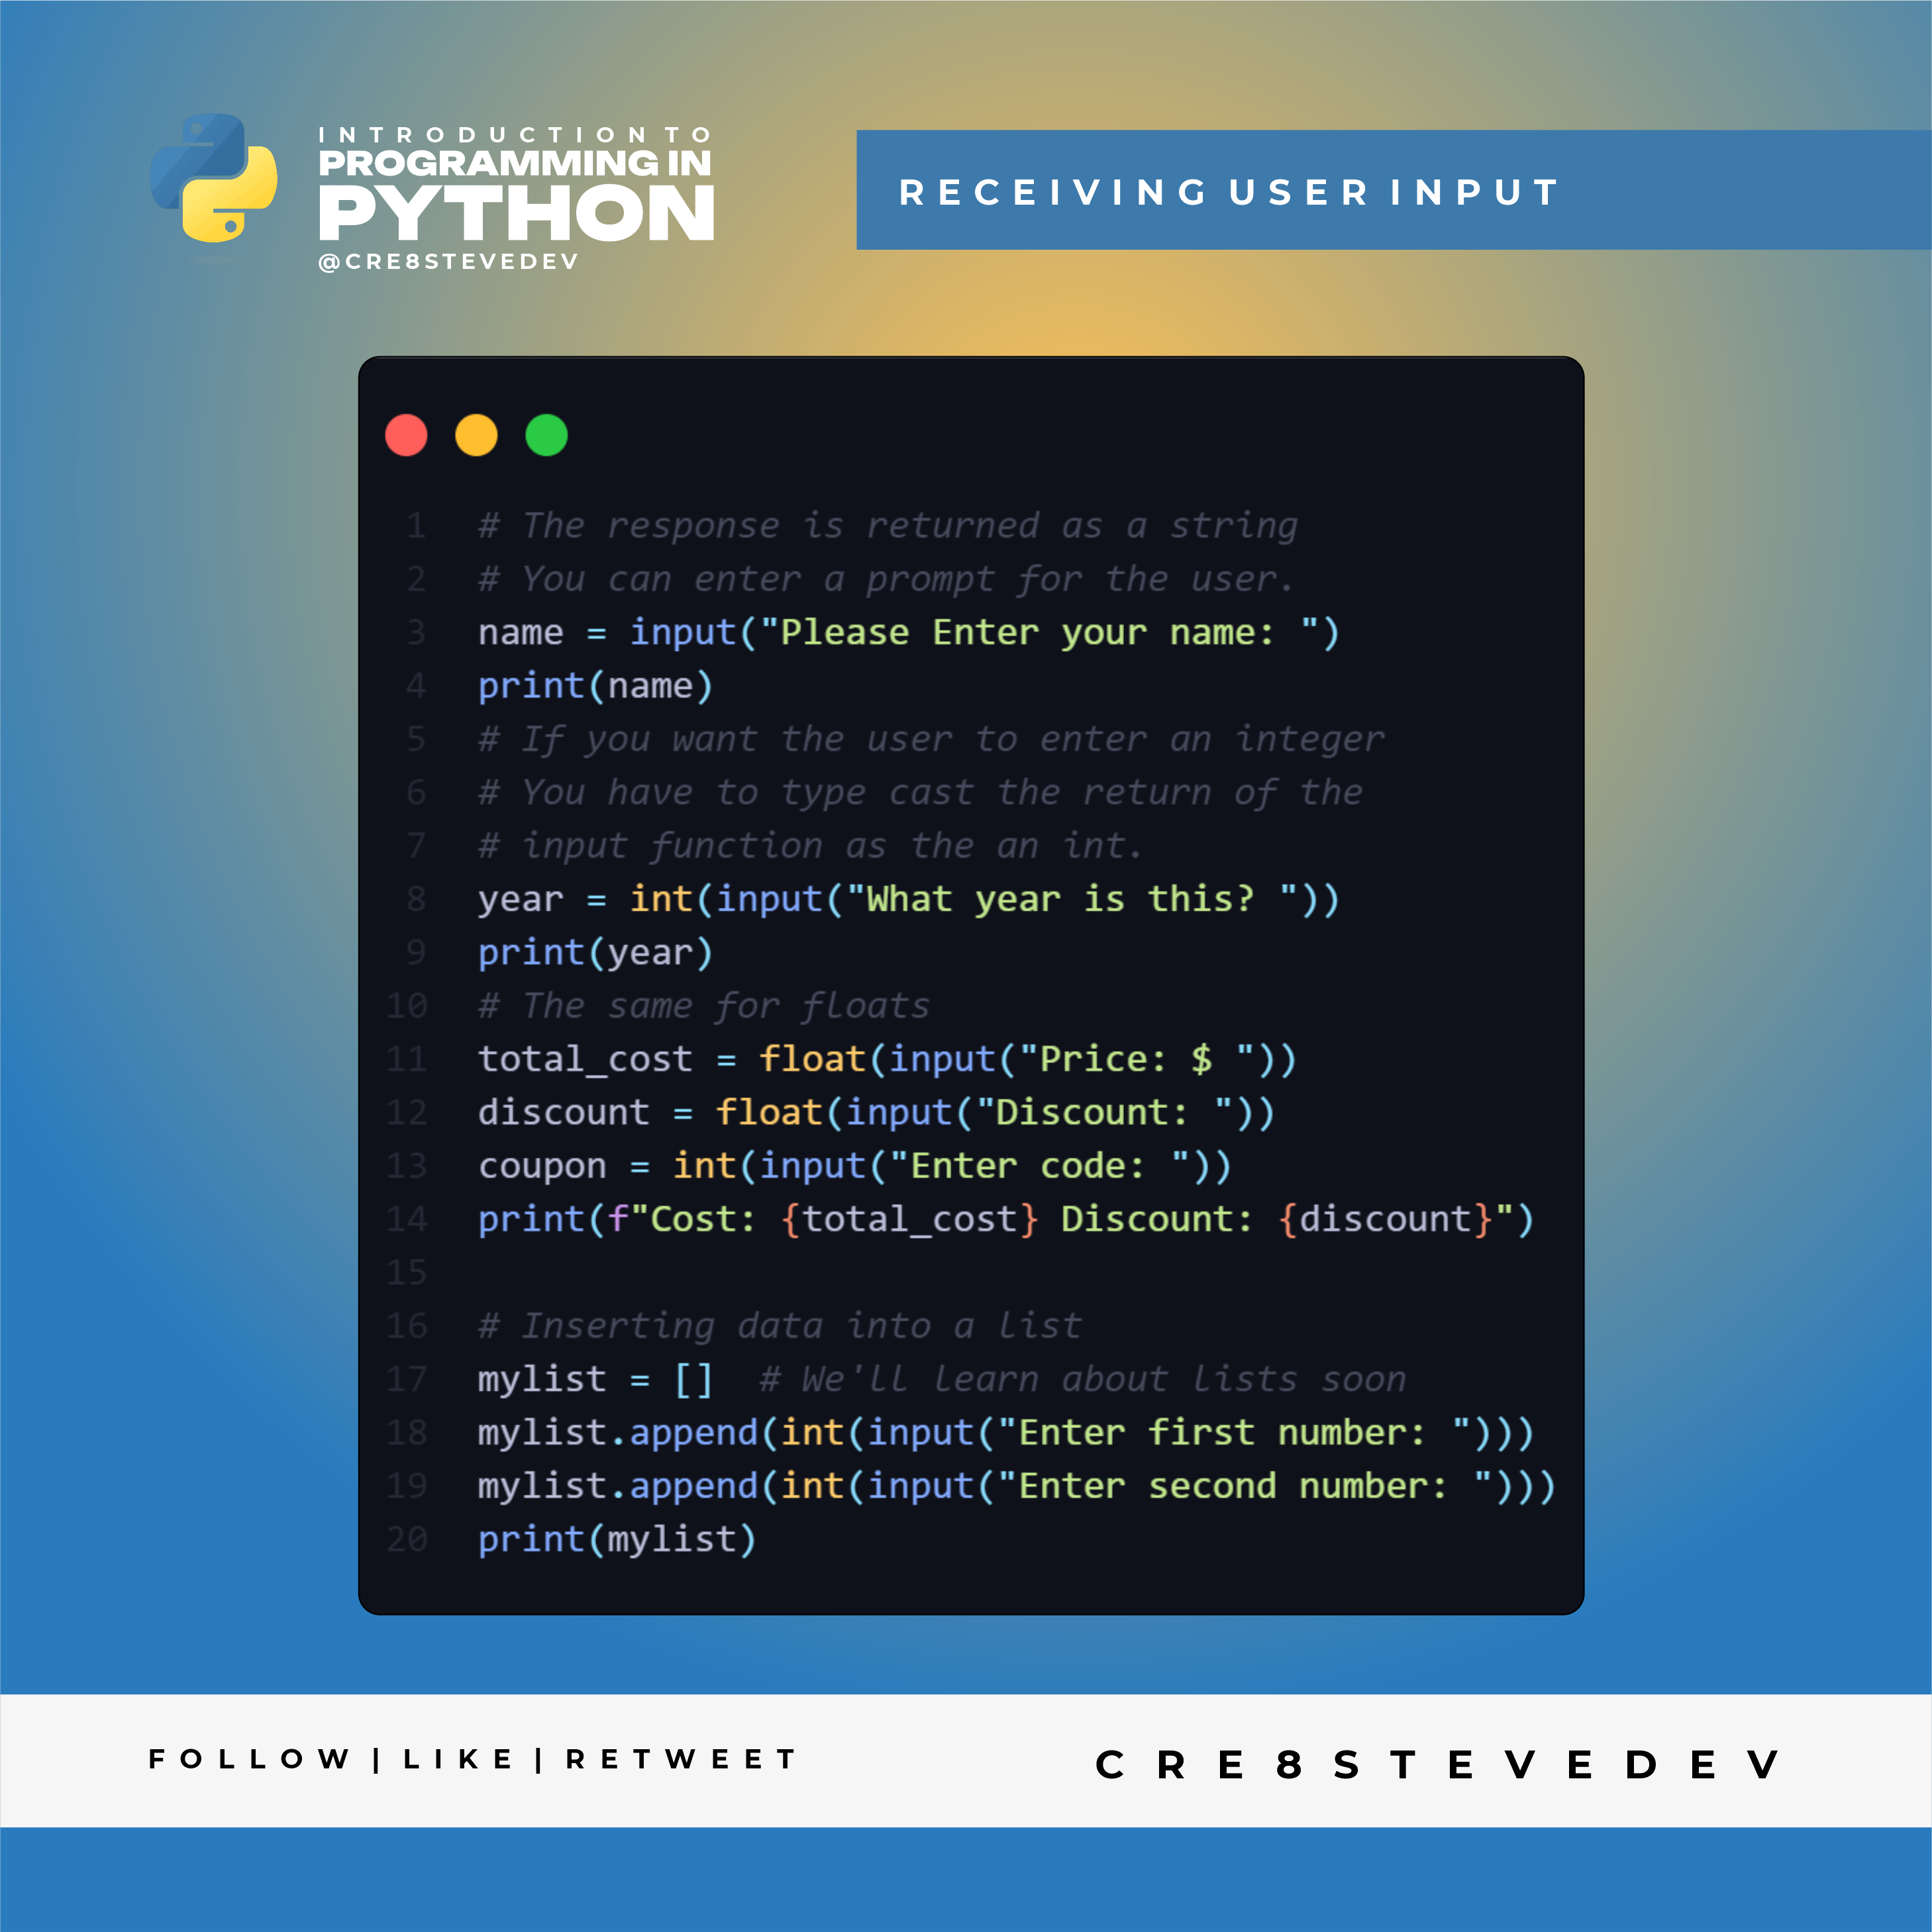 INTRODUCTION TO
PROGRAMMING IN
PYTHON
@CRE8STEVEDEV
RECEIVING USER INPUT
1 # The response is returned as a string
2 # You can enter a prompt for the user.
3 name = input("Please Enter your name: ")
4 print(name)
5 # If you want the user to enter an integer
6 # You have to type cast the return of the
7 # input function as the an int.
8 year = int(input("What year is this? "))
9 print(year)
10 # The same for floats
11 total_cost = float(input("Price: $ "))
12 discount = float(input("Discount: "))
13 coupon = int(input("Enter code: "))
14 print(f"Cost: {total_cost} Discount: {discount}")
15
16 # Inserting data into a list
17 mylist = []  # We'll learn about lists soon
18 mylist.append(int(input("Enter first number: ")))
19 mylist.append(int(input("Enter second number: ")))
20 print(mylist)
FOLLOW | LIKE | RETWEET
CRE8STEVEDEV